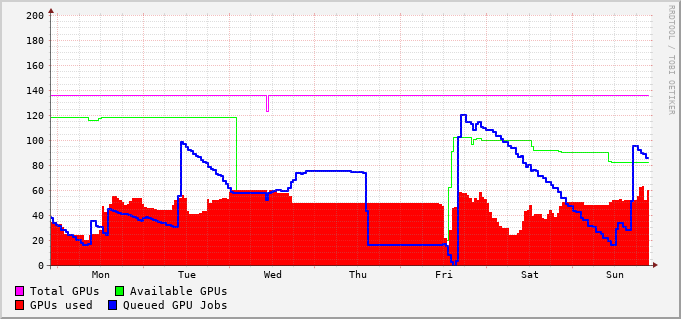 200
180
160
140
120
100
80
60
40
20
0
Mon Tue Wed Thu Fri Sat Sun
Total GPUs Available GPUs
GPUs used Queued GPU Jobs
RRDTOOL / TOBI OETIKER